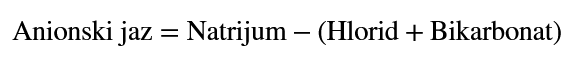 Anionski jaz = Natrijum − (Hlorid + Bikarbonat)